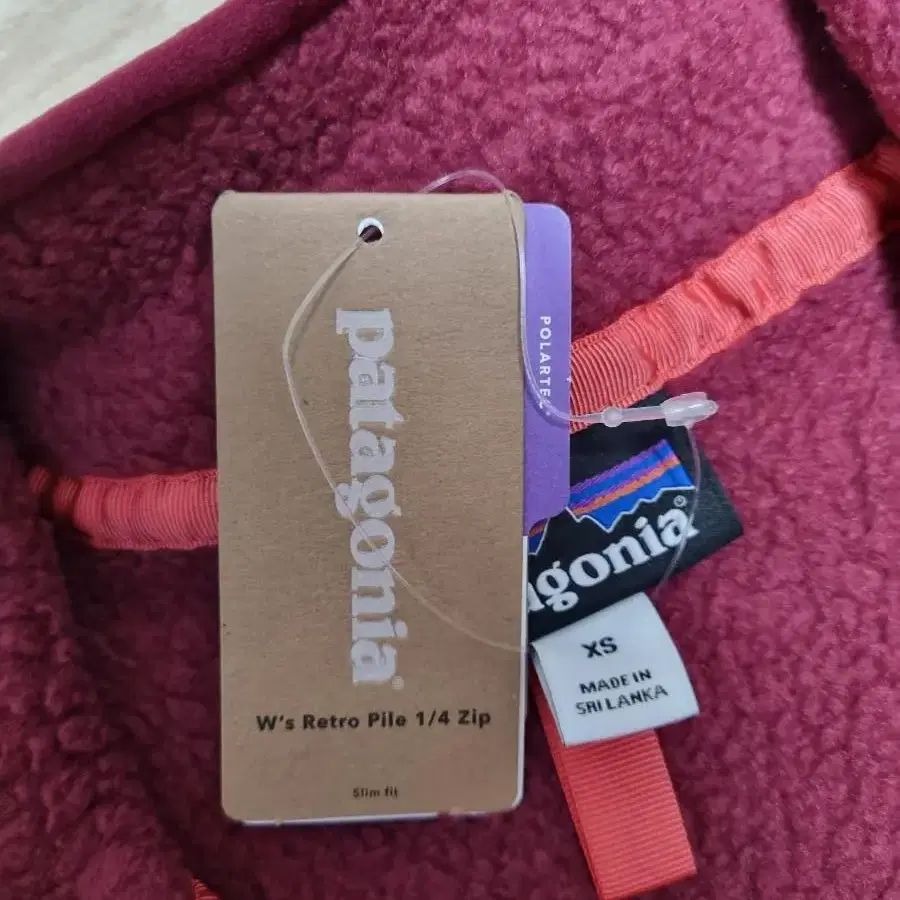 patagonia®
W's Retro Pile 1/4 Zip
Slim fit
POLARTEC
agonia®
XS
MADE IN
SRI LANKA